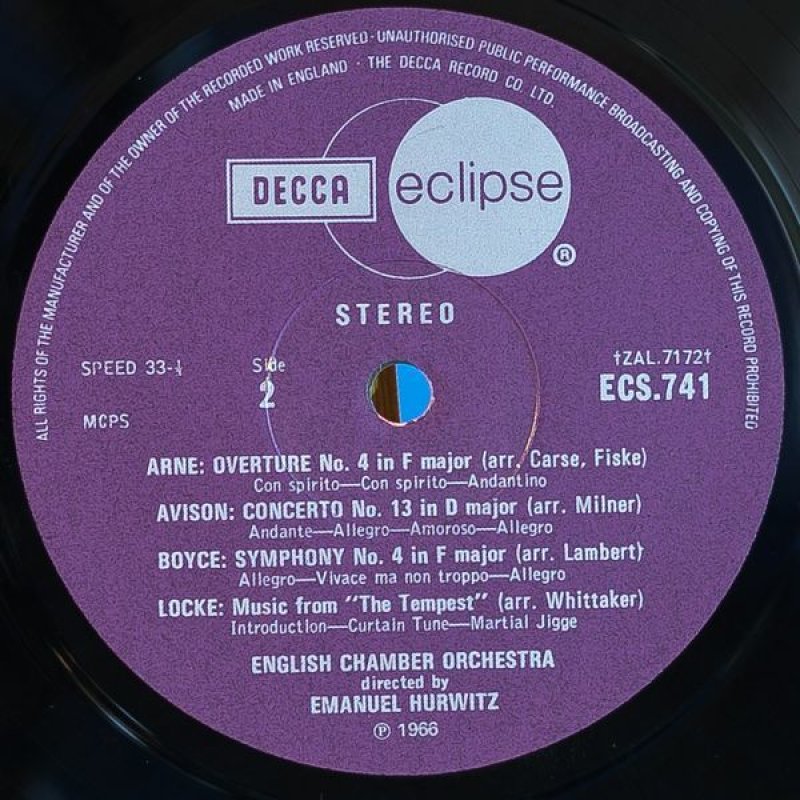 ALL RIGHTS OF THE MANUFACTURER AND OF THE OWNER OF THE RECORDED WORK RESERVED · UNAUTHORISED PUBLIC PERFORMANCE BROADCASTING AND COPYING OF THIS RECORD PROHIBITED
MADE IN ENGLAND · THE DECCA RECORD CO. LTD.
DECCA eclipse
®
STEREO
SPEED 33-⅓
Side
2
MCPS
†ZAL.7172†
ECS.741
ARNE: OVERTURE No. 4 in F major (arr. Carse, Fiske)
Con spirito—Con spirito—Andantino
AVISON: CONCERTO No. 13 in D major (arr. Milner)
Andante—Allegro—Amoroso—Allegro
BOYCE: SYMPHONY No. 4 in F major (arr. Lambert)
Allegro—Vivace ma non troppo—Allegro
LOCKE: Music from "The Tempest" (arr. Whittaker)
Introduction—Curtain Tune—Martial Jigge
ENGLISH CHAMBER ORCHESTRA
directed by
EMANUEL HURWITZ
℗ 1966